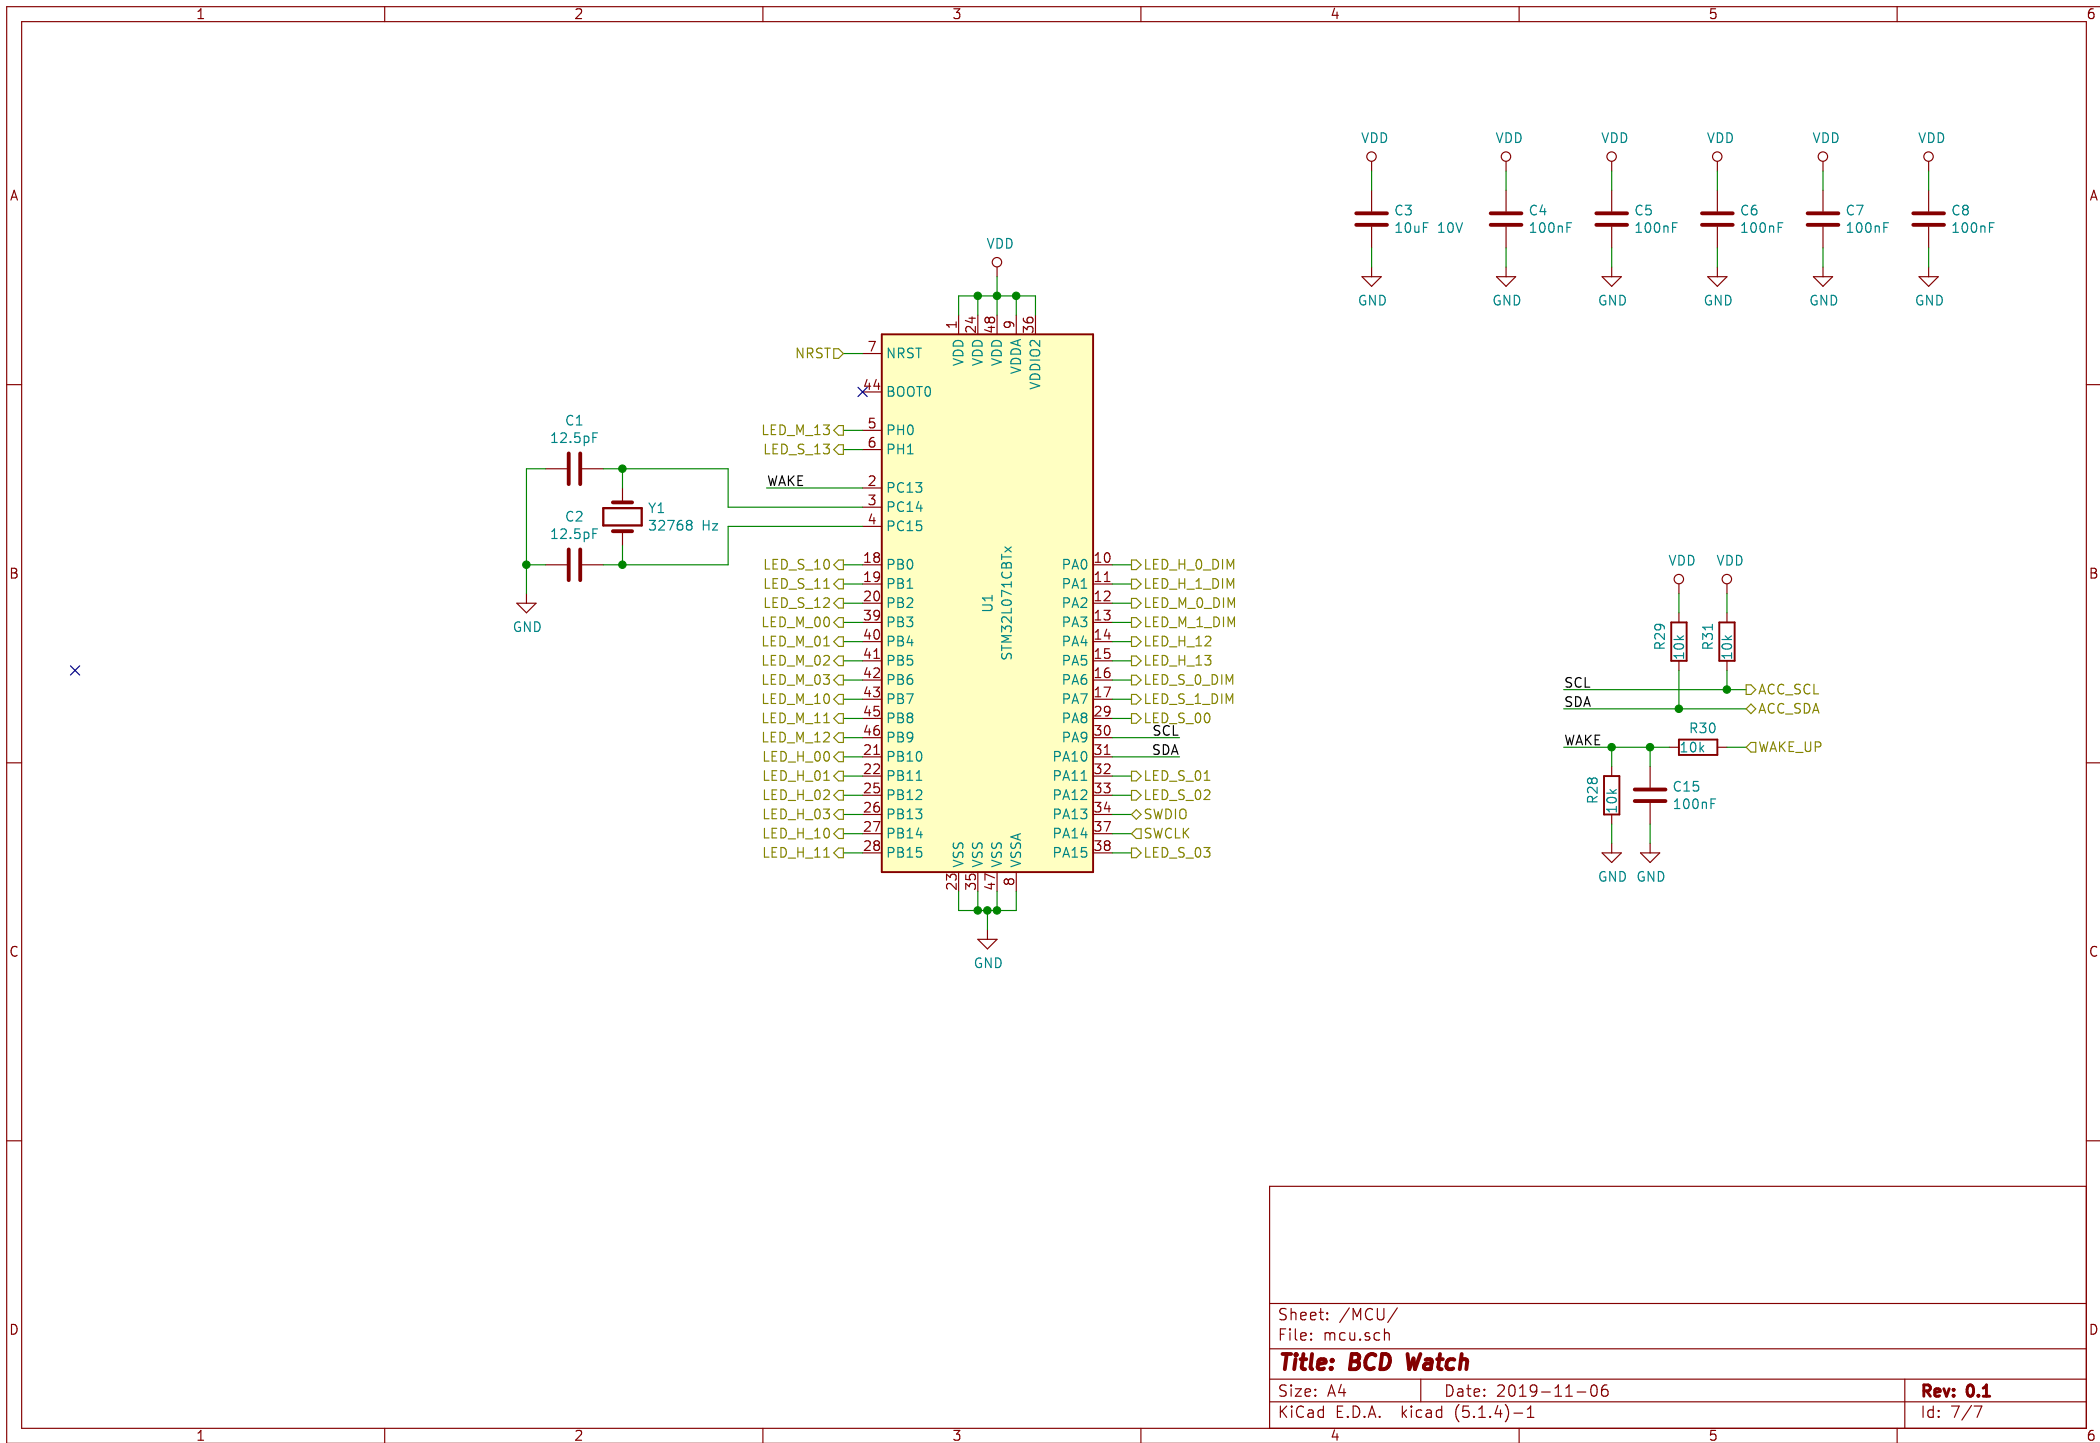 1 2 3 4 5 6
A A
B B
C C
D D
1 2 3 4 5 6
VDD VDD VDD VDD VDD VDD
C3
10uF 10V
C4
100nF
C5
100nF
C6
100nF
C7
100nF
C8
100nF
GND GND GND GND GND GND
VDD
1 24 48 9 36
VDD VDD VDD VDDA VDDIO2
NRST 7 NRST
44 BOOT0
LED_M_13 5 PH0
LED_S_13 6 PH1
WAKE 2 PC13
3 PC14
4 PC15
C1
12.5pF
C2
12.5pF
Y1
32768 Hz
GND
LED_S_10 18 PB0
LED_S_11 19 PB1
LED_S_12 20 PB2
LED_M_00 39 PB3
LED_M_01 40 PB4
LED_M_02 41 PB5
LED_M_03 42 PB6
LED_M_10 43 PB7
LED_M_11 45 PB8
LED_M_12 46 PB9
LED_H_00 21 PB10
LED_H_01 22 PB11
LED_H_02 25 PB12
LED_H_03 26 PB13
LED_H_10 27 PB14
LED_H_11 28 PB15
U1
STM32L071CBTx
PA0 10 LED_H_0_DIM
PA1 11 LED_H_1_DIM
PA2 12 LED_M_0_DIM
PA3 13 LED_M_1_DIM
PA4 14 LED_H_12
PA5 15 LED_H_13
PA6 16 LED_S_0_DIM
PA7 17 LED_S_1_DIM
PA8 29 LED_S_00
PA9 30 SCL
PA10 31 SDA
PA11 32 LED_S_01
PA12 33 LED_S_02
PA13 34 SWDIO
PA14 37 SWCLK
PA15 38 LED_S_03
VSS VSS VSS VSSA
23 35 47 8
GND
VDD VDD
R29 10k R31 10k
SCL ACC_SCL
SDA ACC_SDA
R30
WAKE 10k WAKE_UP
R28 10k
C15
100nF
GND GND
Sheet: /MCU/
File: mcu.sch
Title: BCD Watch
Size: A4 Date: 2019-11-06 Rev: 0.1
KiCad E.D.A. kicad (5.1.4)-1 Id: 7/7